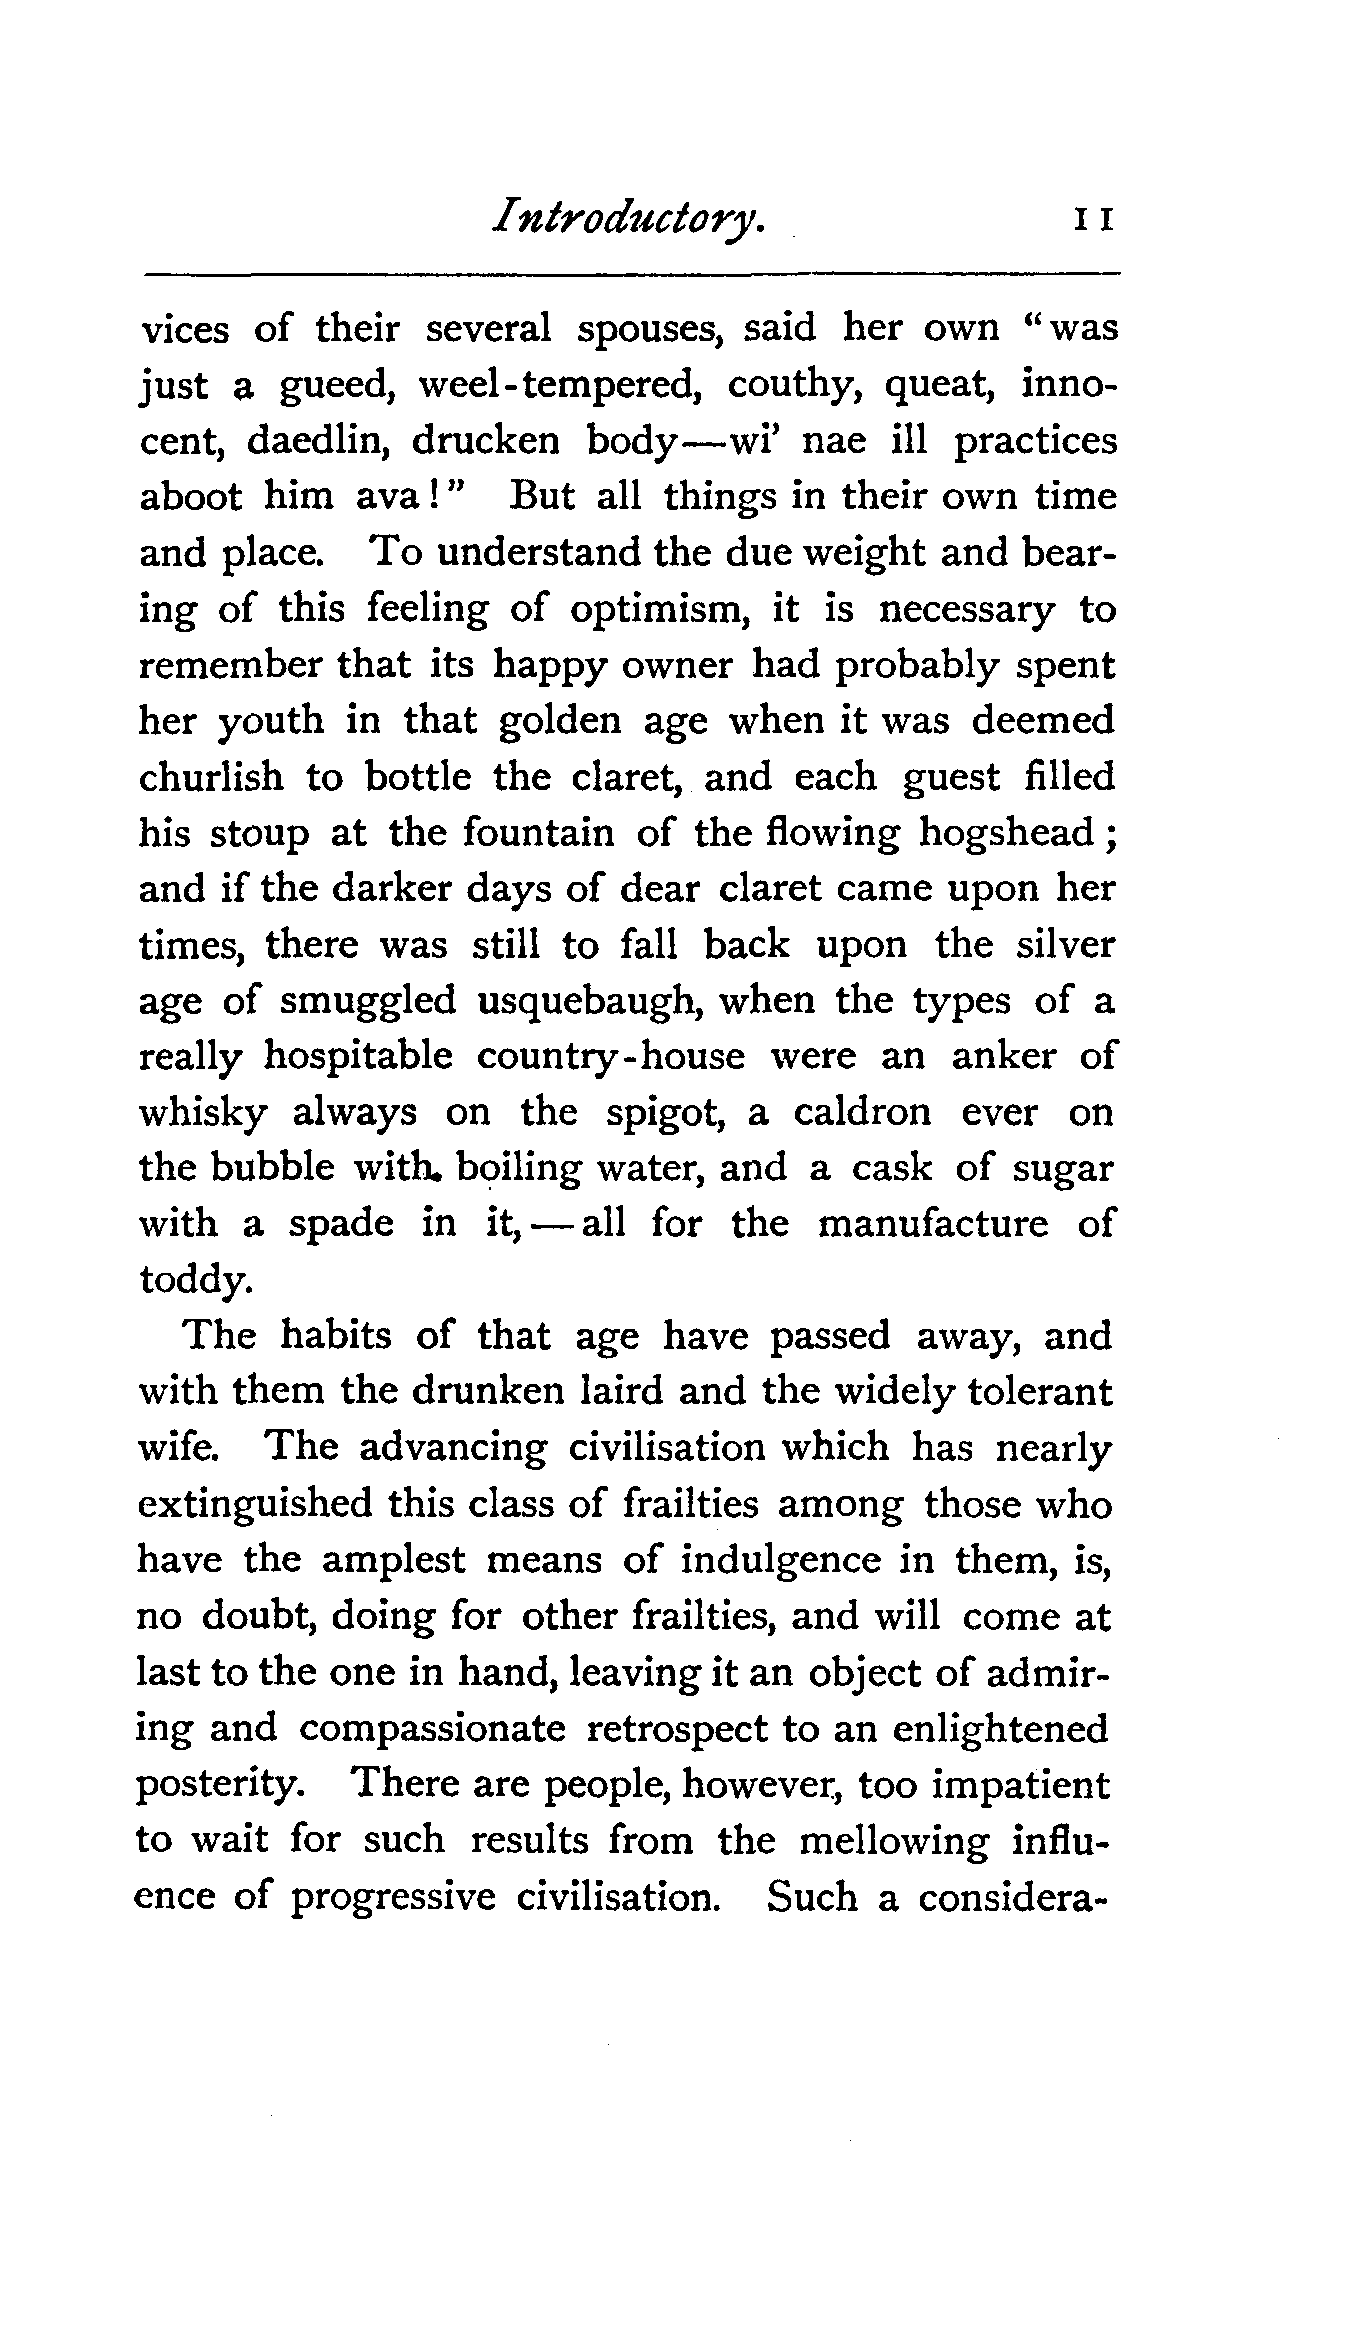 Introductory. 11
vices of their several spouses, said her own “was
just a gueed, weel-tempered, couthy, queat, inno-
cent, daedlin, drucken body—wi’ nae ill practices
aboot him ava!” But all things in their own time
and place. To understand the due weight and bear-
ing of this feeling of optimism, it is necessary to
remember that its happy owner had probably spent
her youth in that golden age when it was deemed
churlish to bottle the claret, and each guest filled
his stoup at the fountain of the flowing hogshead;
and if the darker days of dear claret came upon her
times, there was still to fall back upon the silver
age of smuggled usquebaugh, when the types of a
really hospitable country-house were an anker of
whisky always on the spigot, a caldron ever on
the bubble with boiling water, and a cask of sugar
with a spade in it,—all for the manufacture of
toddy.
The habits of that age have passed away, and
with them the drunken laird and the widely tolerant
wife. The advancing civilisation which has nearly
extinguished this class of frailties among those who
have the amplest means of indulgence in them, is,
no doubt, doing for other frailties, and will come at
last to the one in hand, leaving it an object of admir-
ing and compassionate retrospect to an enlightened
posterity. There are people, however, too impatient
to wait for such results from the mellowing influ-
ence of progressive civilisation. Such a considera-